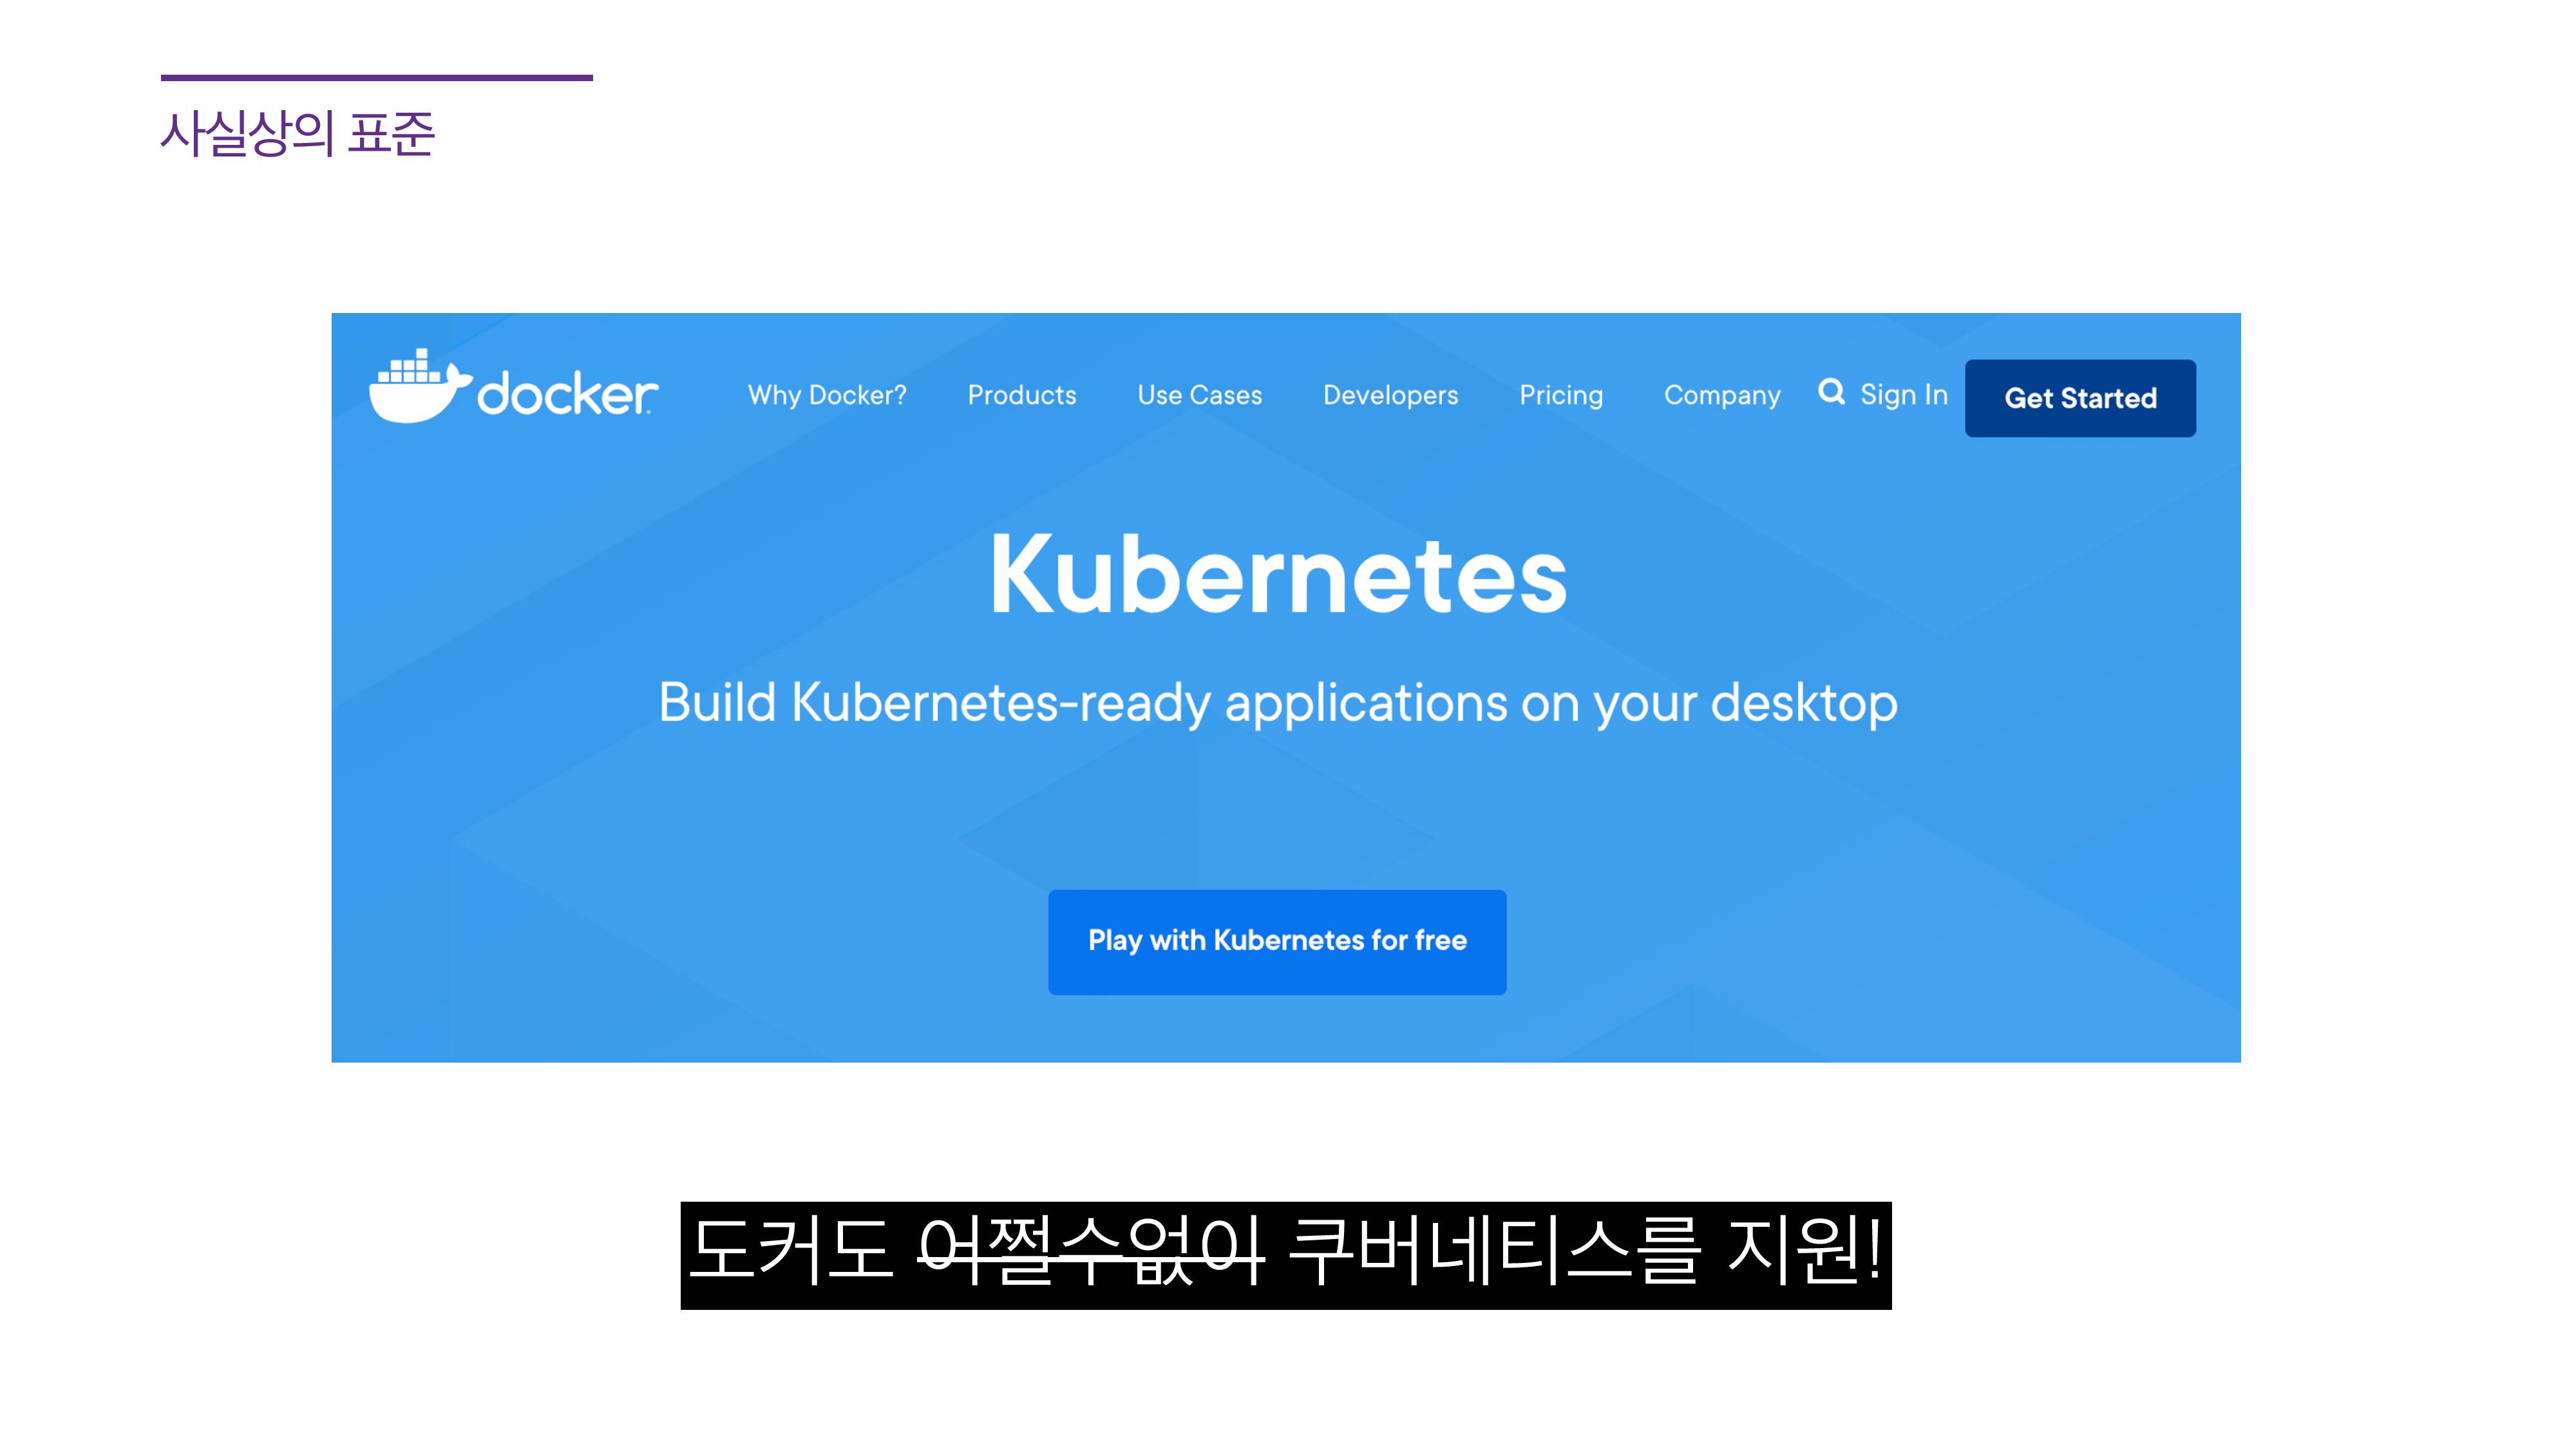 사실상의 표준
docker
Why Docker? Products Use Cases Developers Pricing Company Sign In Get Started
Kubernetes
Build Kubernetes-ready applications on your desktop
Play with Kubernetes for free
도커도 어쩔수없이 쿠버네티스를 지원!